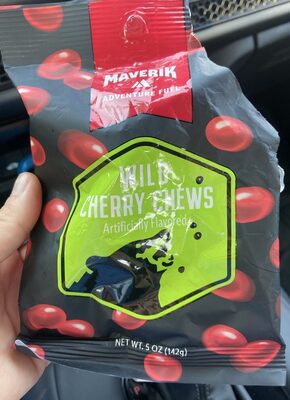 MAVERIK
ADVENTURE FUEL
WILD
CHERRY CHEWS
Artificially Flavored
NET WT. 5 OZ (142g)